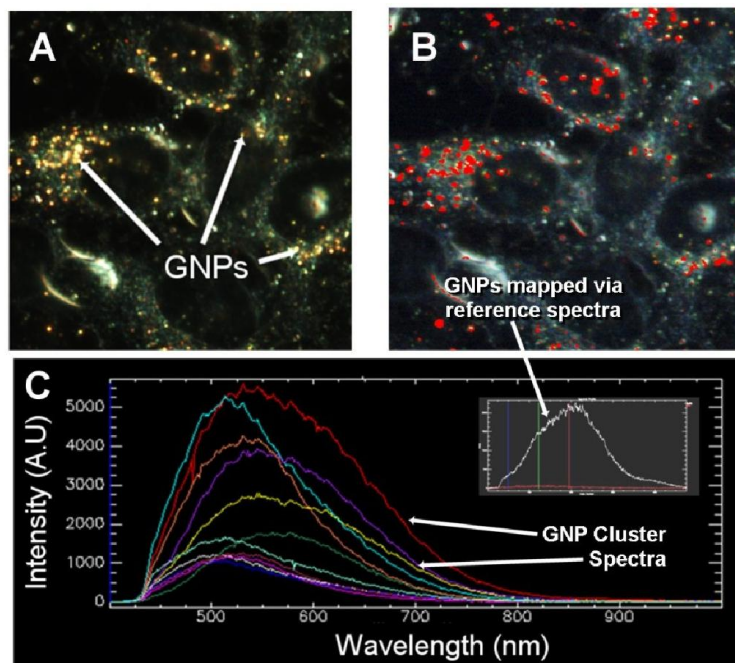 A
GNPs
B
GNPs mapped via
reference spectra
C
Intensity (A.U)
5000
4000
3000
2000
1000
0
GNP Cluster
Spectra
500
600
700
800
900
Wavelength (nm)